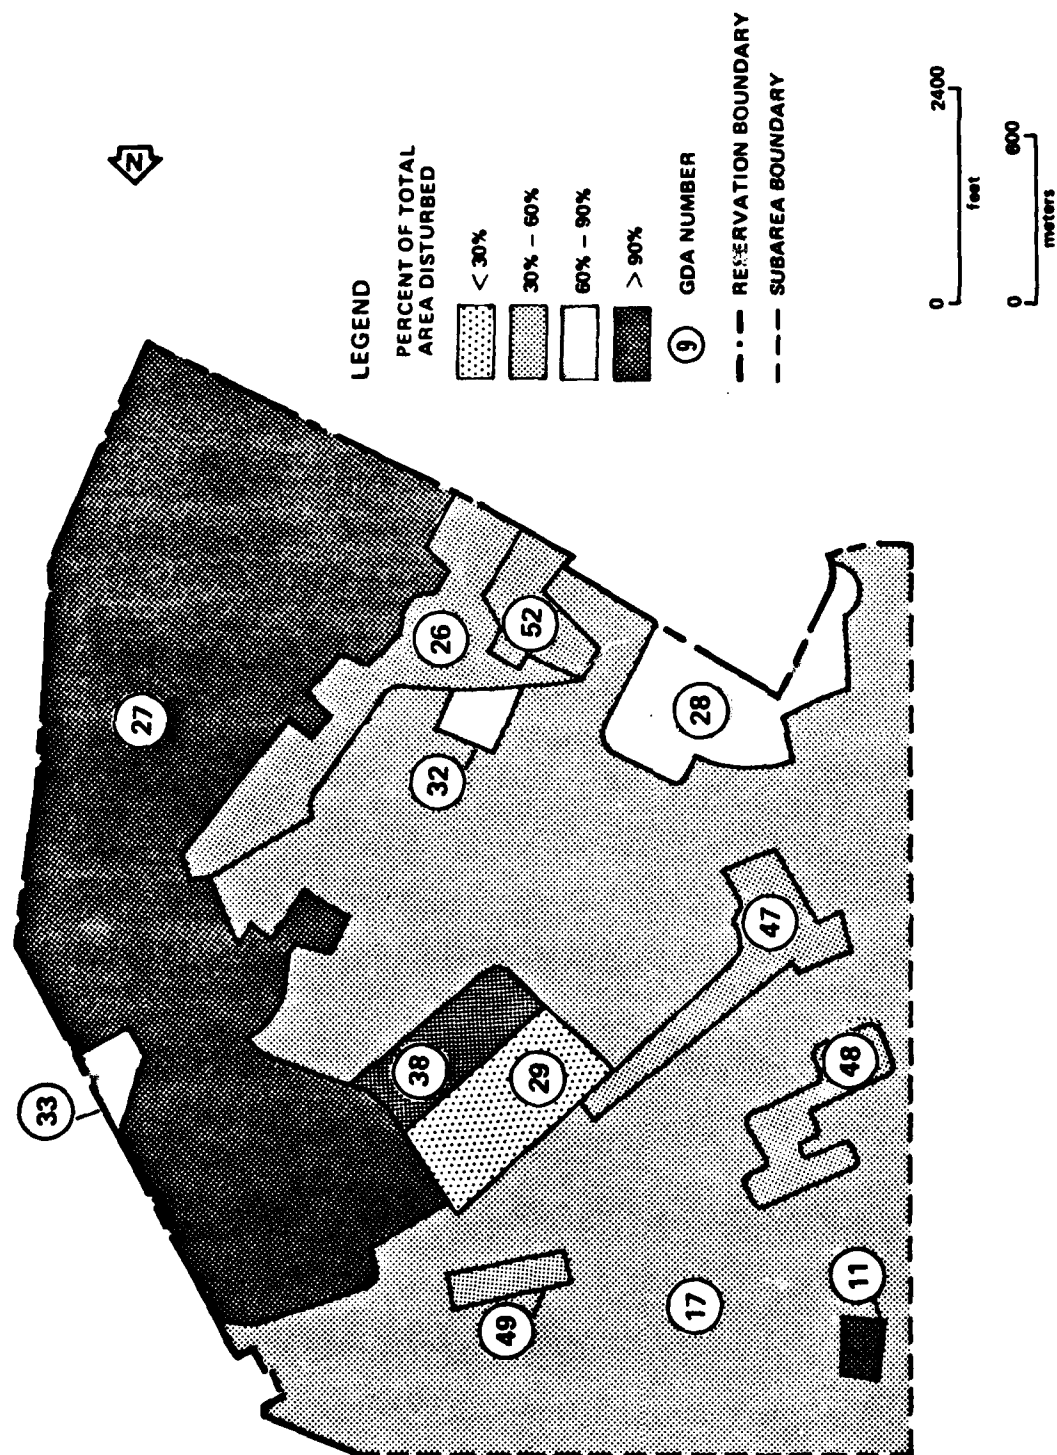 N
LEGEND
PERCENT OF TOTAL
AREA DISTURBED
< 30%
30% – 60%
60% – 90%
> 90%
9 GDA NUMBER
RESERVATION BOUNDARY
SUBAREA BOUNDARY
0 2400
feet
0 600
meters
33
27
26
52
32
28
38
29
47
48
49
17
11